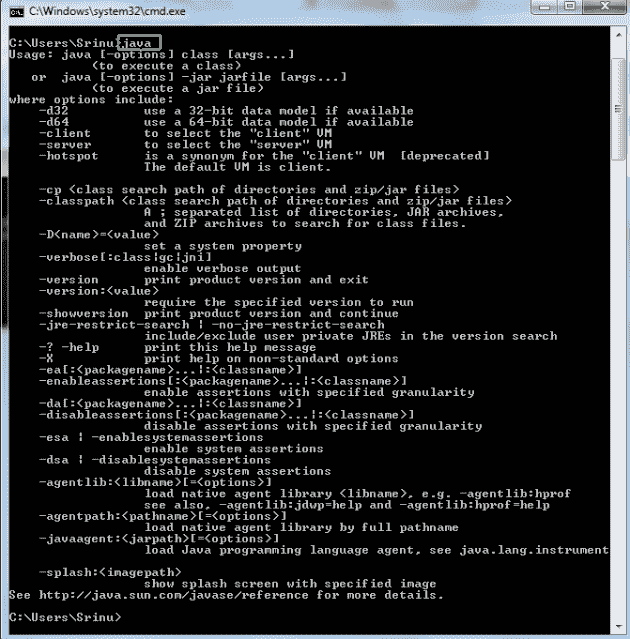 C:\Windows\system32\cmd.exe
C:\Users\Srinu>java
Usage: java [-options] class [args...]
(to execute a class)
or java [-options] -jar jarfile [args...]
(to execute a jar file)
where options include:
-d32 use a 32-bit data model if available
-d64 use a 64-bit data model if available
-client to select the "client" VM
-server to select the "server" VM
-hotspot is a synonym for the "client" VM [deprecated]
The default VM is client.
-cp <class search path of directories and zip/jar files>
-classpath <class search path of directories and zip/jar files>
A ; separated list of directories, JAR archives,
and ZIP archives to search for class files.
-D<name>=<value>
set a system property
-verbose[:class|gc|jni]
enable verbose output
-version print product version and exit
-version:<value>
require the specified version to run
-showversion print product version and continue
-jre-restrict-search | -no-jre-restrict-search
include/exclude user private JREs in the version search
-? -help print this help message
-X print help on non-standard options
-ea[:<packagename>...|:<classname>]
-enableassertions[:<packagename>...|:<classname>]
enable assertions with specified granularity
-da[:<packagename>...|:<classname>]
-disableassertions[:<packagename>...|:<classname>]
disable assertions with specified granularity
-esa | -enablesystemassertions
enable system assertions
-dsa | -disablesystemassertions
disable system assertions
-agentlib:<libname>[=<options>]
load native agent library <libname>, e.g. -agentlib:hprof
see also, -agentlib:jdwp=help and -agentlib:hprof=help
-agentpath:<pathname>[=<options>]
load native agent library by full pathname
-javaagent:<jarpath>[=<options>]
load Java programming language agent, see java.lang.instrument
-splash:<imagepath>
show splash screen with specified image
See http://java.sun.com/javase/reference for more details.
C:\Users\Srinu>